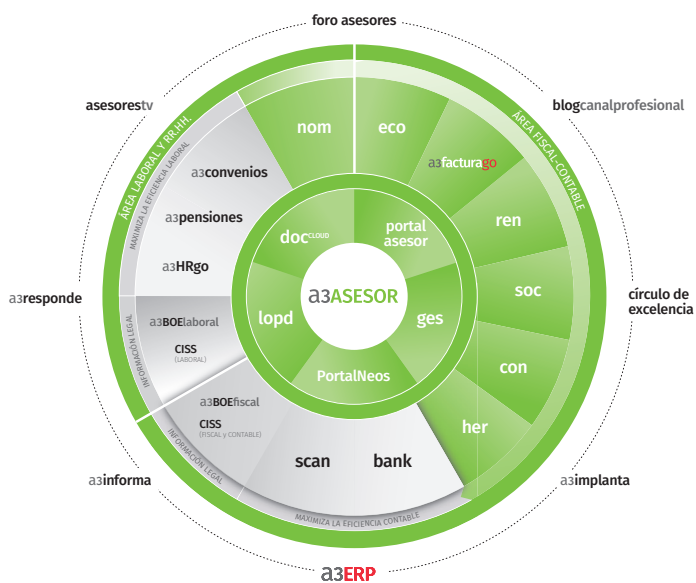 foro asesores
asesorestv
blogcanalprofesional
ÁREA LABORAL Y RR.HH.
ÁREA FISCAL-CONTABLE
MAXIMIZA LA EFICIENCIA LABORAL
nom
eco
a3facturago
a3convenios
a3pensiones
a3HRgo
ren
docCLOUD
portal
asesor
a3ASESOR
soc
a3responde
círculo de
excelencia
a3BOElaboral
CISS
(LABORAL)
INFORMACIÓN LEGAL
lopd
ges
PortalNeos
con
a3BOEfiscal
CISS
(FISCAL y CONTABLE)
INFORMACIÓN LEGAL
her
scan
bank
MAXIMIZA LA EFICIENCIA CONTABLE
a3informa
a3implanta
a3ERP